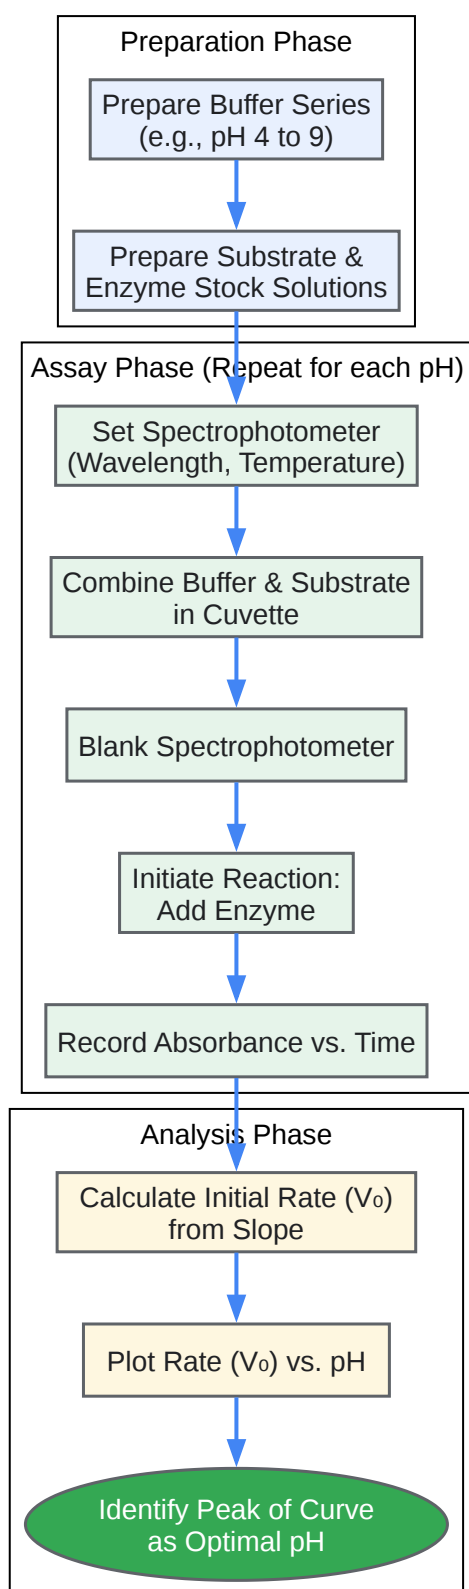 Preparation Phase
Prepare Buffer Series
(e.g., pH 4 to 9)
Prepare Substrate &
Enzyme Stock Solutions
Assay Phase (Repeat for each pH)
Set Spectrophotometer
(Wavelength, Temperature)
Combine Buffer & Substrate
in Cuvette
Blank Spectrophotometer
Initiate Reaction:
Add Enzyme
Record Absorbance vs. Time
Analysis Phase
Calculate Initial Rate (V₀)
from Slope
Plot Rate (V₀) vs. pH
Identify Peak of Curve
as Optimal pH